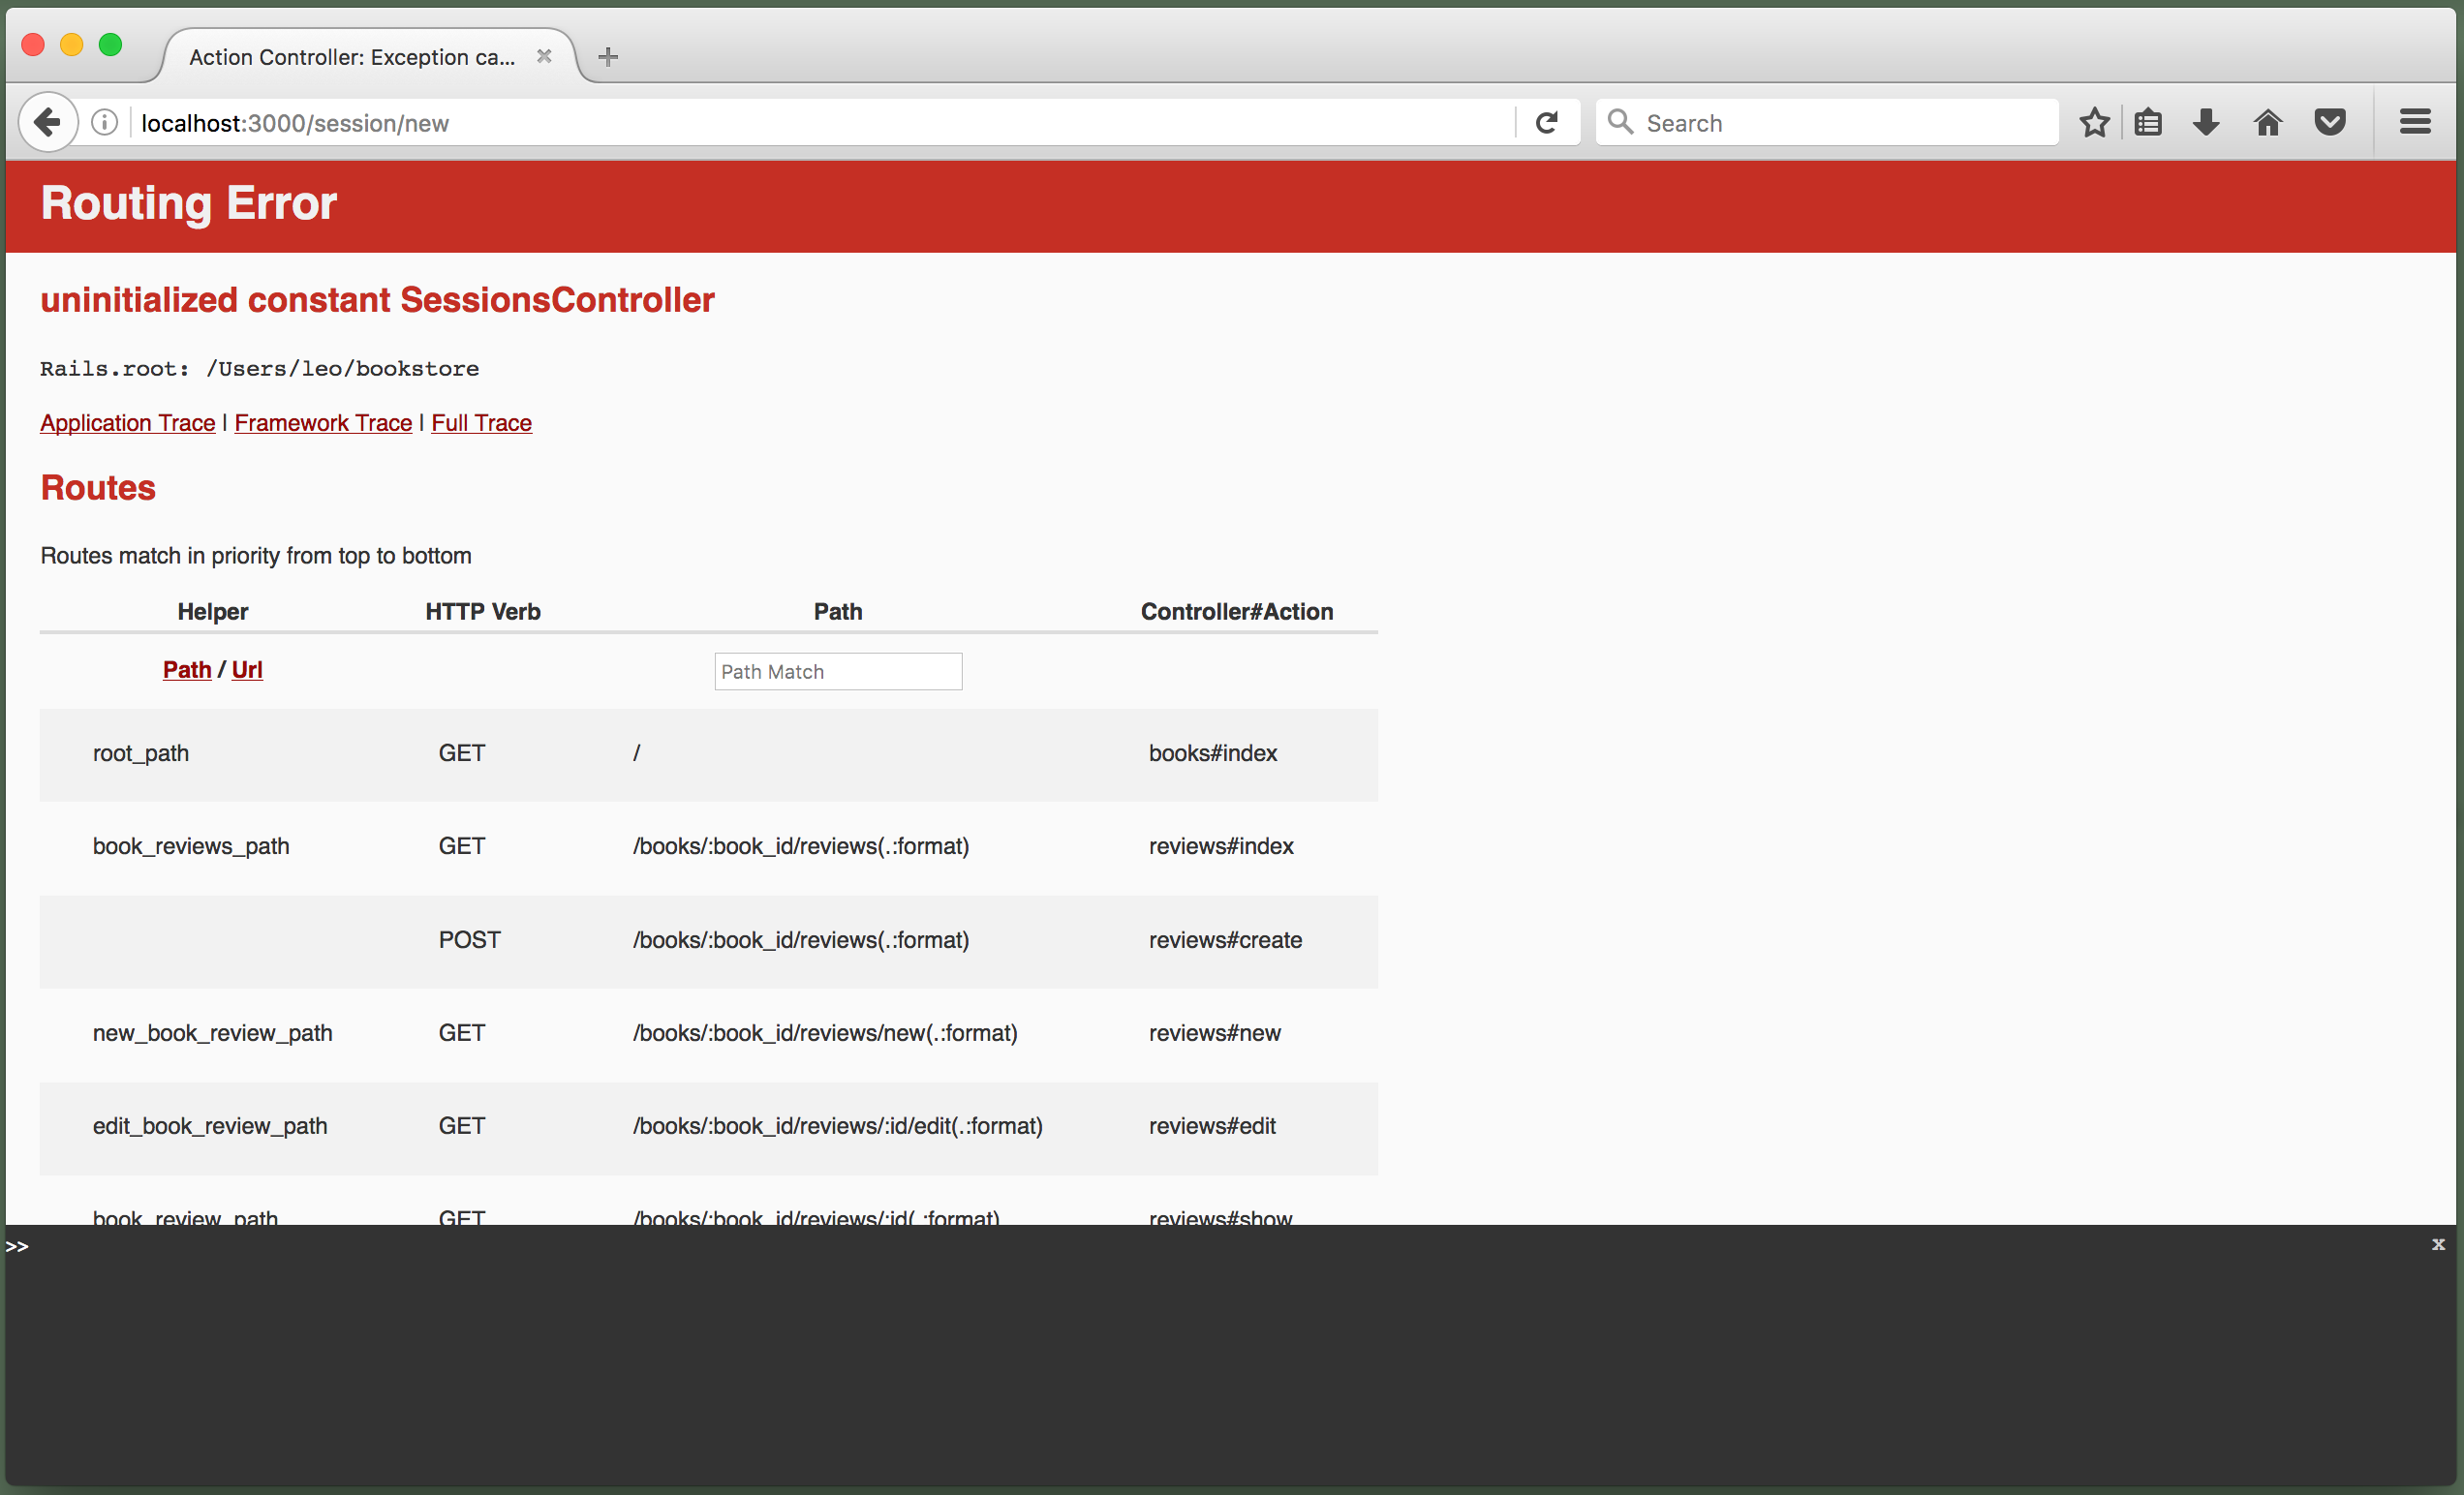 Action Controller: Exception ca...
localhost:3000/session/new
Search
Routing Error
uninitialized constant SessionsController
Rails.root: /Users/leo/bookstore
Application Trace | Framework Trace | Full Trace
Routes
Routes match in priority from top to bottom
Helper HTTP Verb Path Controller#Action
Path / Url Path Match
root_path GET / books#index
book_reviews_path GET /books/:book_id/reviews(.:format) reviews#index
POST /books/:book_id/reviews(.:format) reviews#create
new_book_review_path GET /books/:book_id/reviews/new(.:format) reviews#new
edit_book_review_path GET /books/:book_id/reviews/:id/edit(.:format) reviews#edit
book_review_path GET /books/:book_id/reviews/:id(.:format) reviews#show
>> x